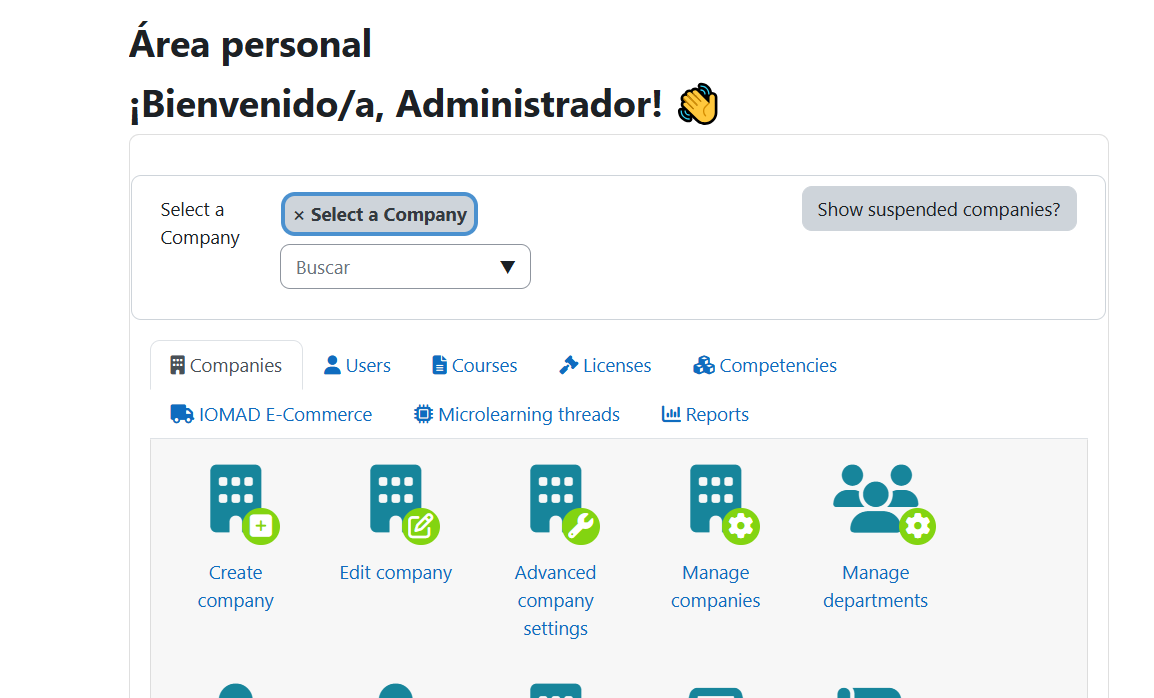 Área personal
¡Bienvenido/a, Administrador! 👋
Select a
Company
× Select a Company
Show suspended companies?
Buscar ▼
Companies Users Courses Licenses Competencies
IOMAD E-Commerce Microlearning threads Reports
Create
company
Edit company
Advanced
company
settings
Manage
companies
Manage
departments